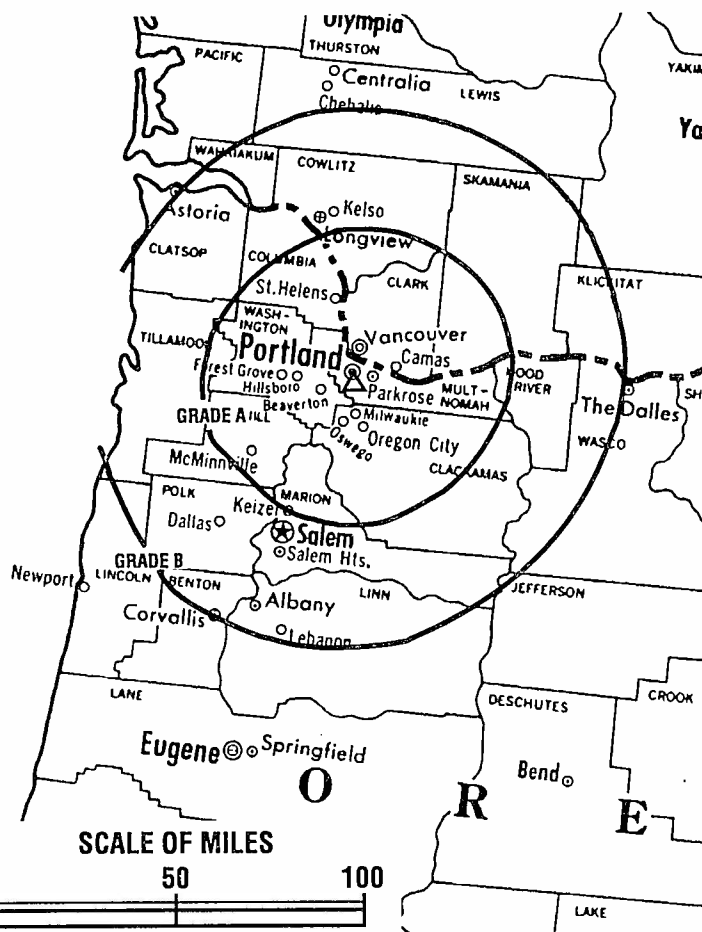 Olympia
THURSTON
PACIFIC
Centralia
LEWIS
Chehalis
WAHKIAKUM
COWLITZ
SKAMANIA
Astoria
Kelso
Longview
CLATSOP
COLUMBIA
CLARK
KLICKITAT
St. Helens
WASH-
INGTON
TILLAMOOK
Vancouver
Portland
Camas
Forest Grove
Hillsboro
Parkrose
MULT-
NOMAH
HOOD
RIVER
Beaverton
The Dalles
SH
GRADE A
Milwaukie
Oswego
Oregon City
WASCO
McMinnville
CLACKAMAS
POLK
MARION
Keizer
Dallas
Salem
Salem Hts.
GRADE B
Newport
LINCOLN
BENTON
LINN
JEFFERSON
Albany
Corvallis
Lebanon
LANE
DESCHUTES
CROOK
Eugene
Springfield
Bend
O R E
SCALE OF MILES
50 100
LAKE